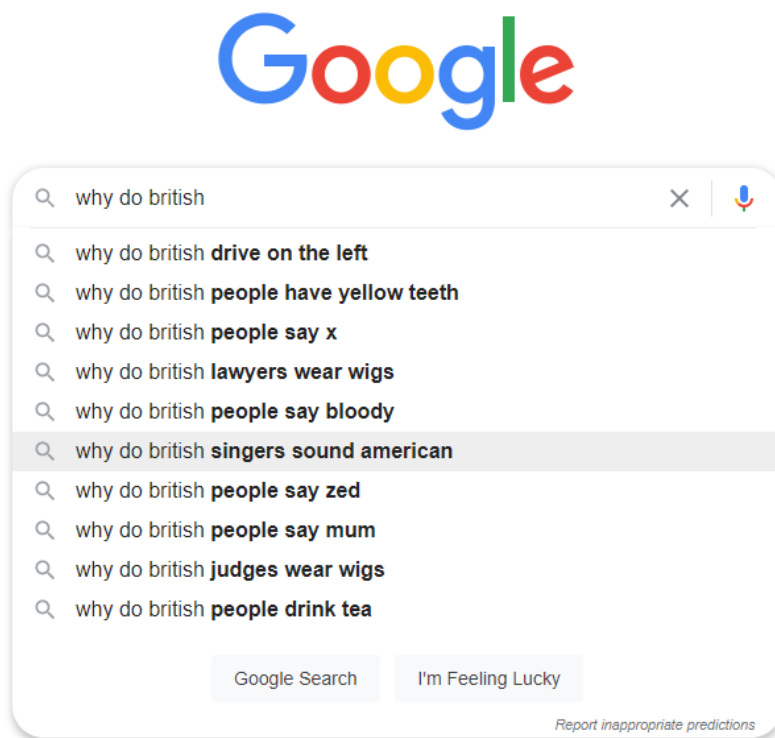 Google
why do british
why do british drive on the left
why do british people have yellow teeth
why do british people say x
why do british lawyers wear wigs
why do british people say bloody
why do british singers sound american
why do british people say zed
why do british people say mum
why do british judges wear wigs
why do british people drink tea
Google Search I'm Feeling Lucky
Report inappropriate predictions